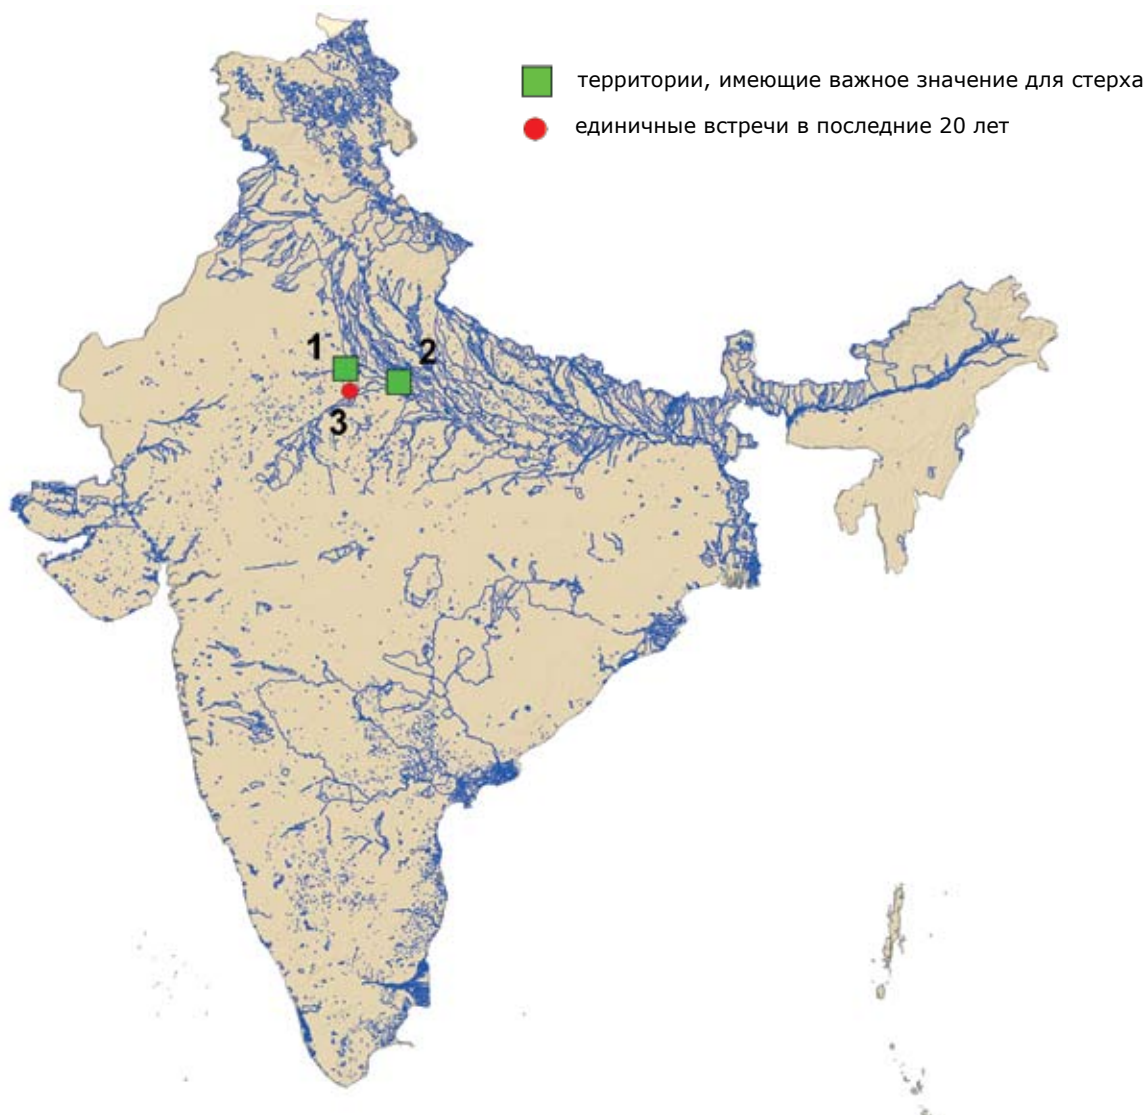 территории, имеющие важное значение для стерха
единичные встречи в последние 20 лет
1
2
3